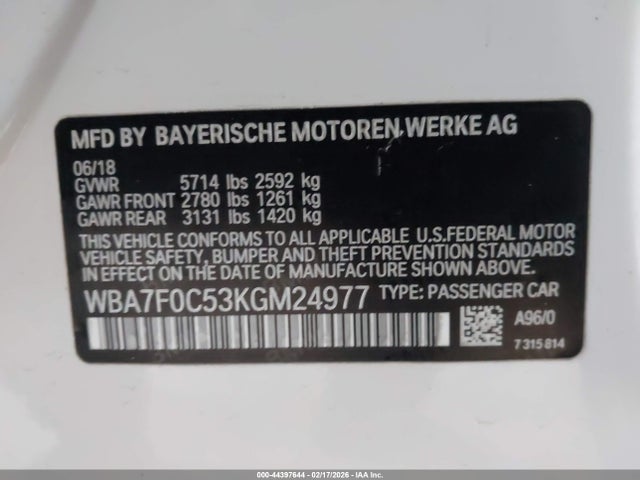 MFD BY BAYERISCHE MOTOREN WERKE AG
06/18
GVWR 5714 lbs 2592 kg
GAWR FRONT 2780 lbs 1261 kg
GAWR REAR 3131 lbs 1420 kg
THIS VEHICLE CONFORMS TO ALL APPLICABLE U.S.FEDERAL MOTOR
VEHICLE SAFETY, BUMPER AND THEFT PREVENTION STANDARDS
IN EFFECT ON THE DATE OF MANUFACTURE SHOWN ABOVE.
WBA7F0C53KGM24977 TYPE: PASSENGER CAR
A96/0
7315814
000-44397644 - 02/17/2026 - COPYRIGHT IAA, INC.